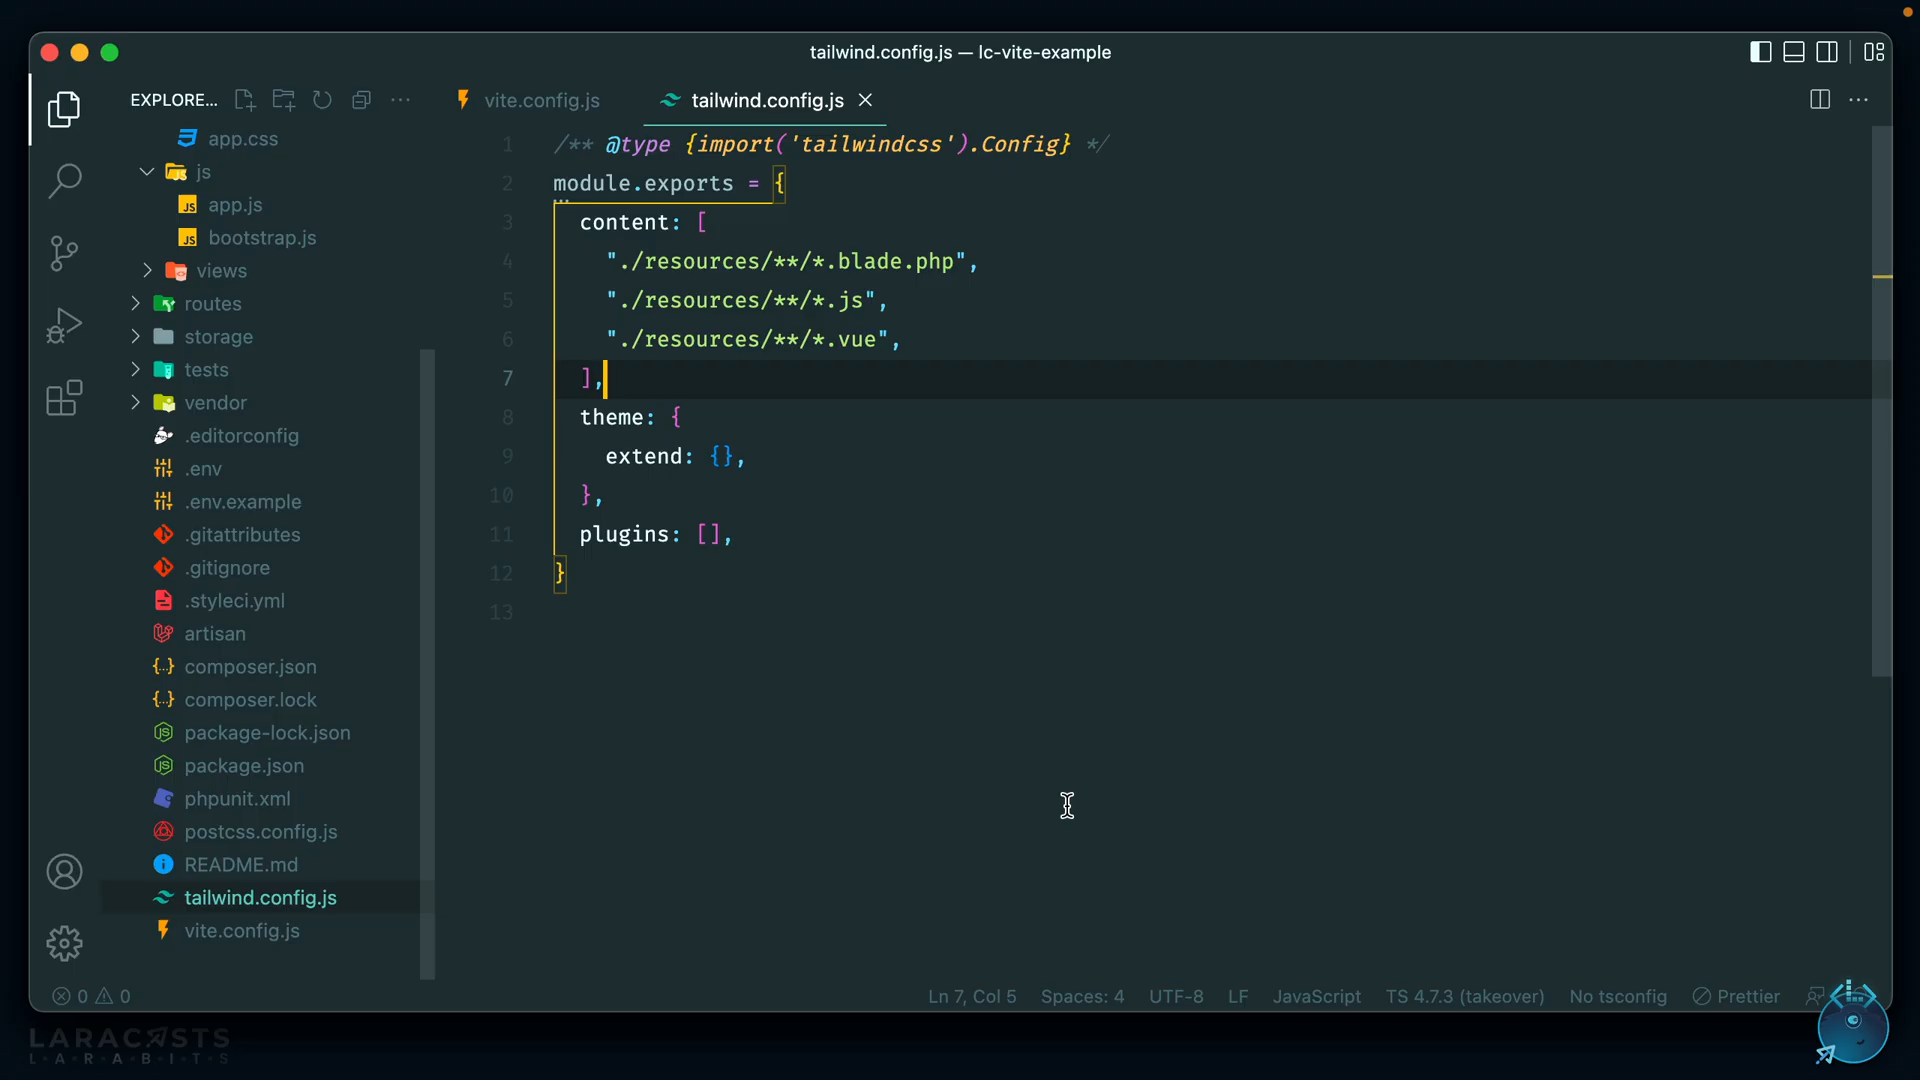 tailwind.config.js — lc-vite-example
EXPLORE...
vite.config.js
tailwind.config.js
app.css
js
app.js
bootstrap.js
views
routes
storage
tests
vendor
.editorconfig
.env
.env.example
.gitattributes
.gitignore
.styleci.yml
artisan
composer.json
composer.lock
package-lock.json
package.json
phpunit.xml
postcss.config.js
README.md
tailwind.config.js
vite.config.js
1 /** @type {import('tailwindcss').Config} */
2 module.exports = {
3 content: [
4 "./resources/**/*.blade.php",
5 "./resources/**/*.js",
6 "./resources/**/*.vue",
7 ],
8 theme: {
9 extend: {},
10 },
11 plugins: [],
12 }
13
0 0
Ln 7, Col 5 Spaces: 4 UTF-8 LF JavaScript TS 4.7.3 (takeover) No tsconfig Prettier
LARACASTS
L·A·R·A·B·I·T·S